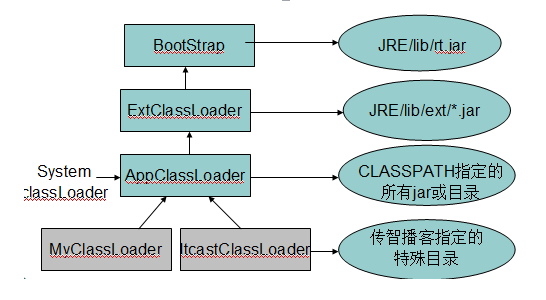 BootStrap
JRE/lib/rt.jar
ExtClassLoader
JRE/lib/ext/*.jar
System
classLoader
AppClassLoader
CLASSPATH指定的
所有jar或目录
MyClassLoader
ItcastClassLoader
传智播客指定的
特殊目录